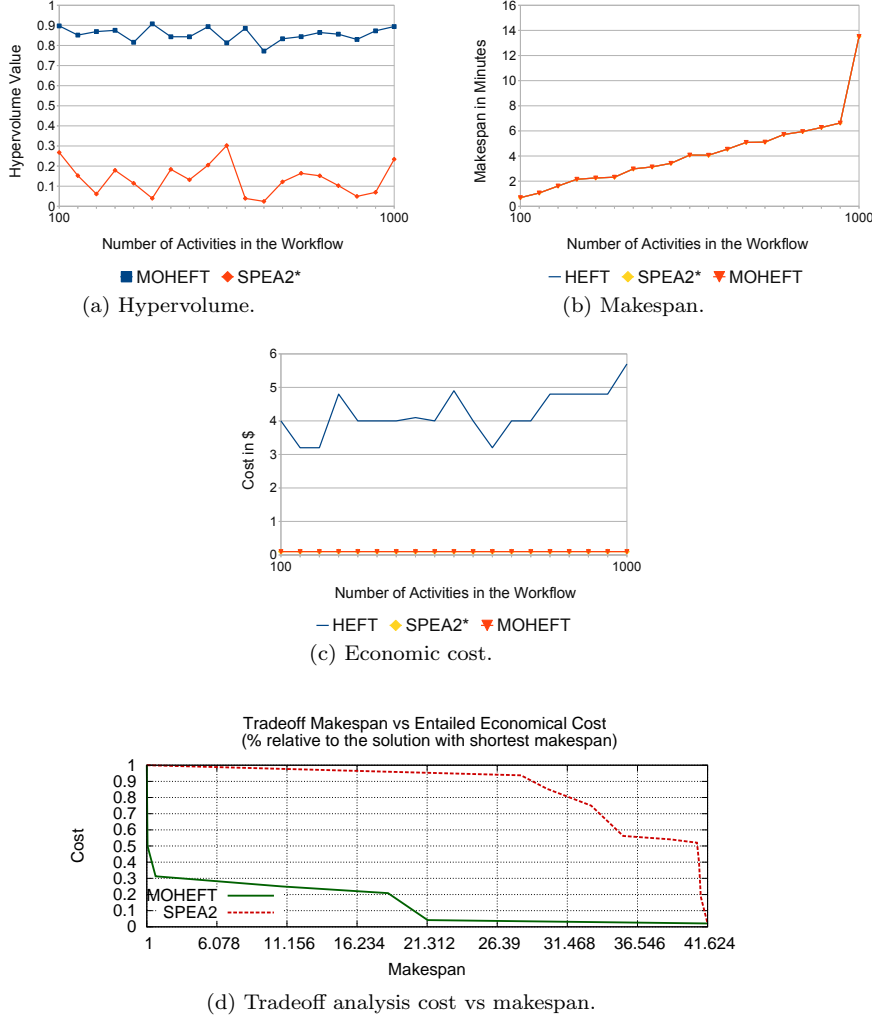 1
0.9
0.8
0.7
0.6
0.5
0.4
0.3
0.2
0.1
0
Hypervolume Value
100 1000
Number of Activities in the Workflow
MOHEFT SPEA2*
(a) Hypervolume.
16
14
12
10
8
6
4
2
0
Makespan in Minutes
100 1000
Number of Activities in the Workflow
HEFT SPEA2* MOHEFT
(b) Makespan.
6
5
4
3
2
1
0
Cost in $
100 1000
Number of Activities in the Workflow
HEFT SPEA2* MOHEFT
(c) Economic cost.
Tradeoff Makespan vs Entailed Economical Cost
(% relative to the solution with shortest makespan)
1
0.9
0.8
0.7
0.6
0.5
0.4
0.3
0.2
0.1
0
Cost
MOHEFT
SPEA2
1 6.078 11.156 16.234 21.312 26.39 31.468 36.546 41.624
Makespan
(d) Tradeoff analysis cost vs makespan.